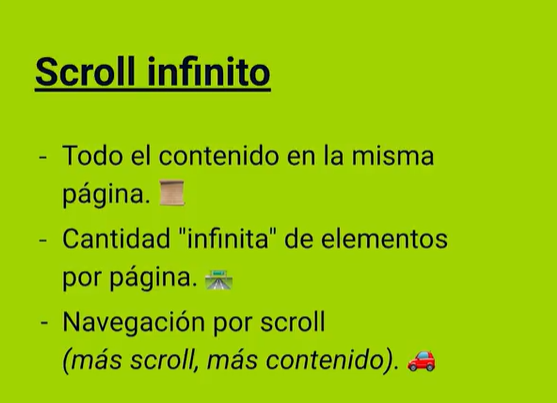 Scroll infinito
- Todo el contenido en la misma
página. 📜
- Cantidad "infinita" de elementos
por página. 🛣️
- Navegación por scroll
(más scroll, más contenido). 🚗